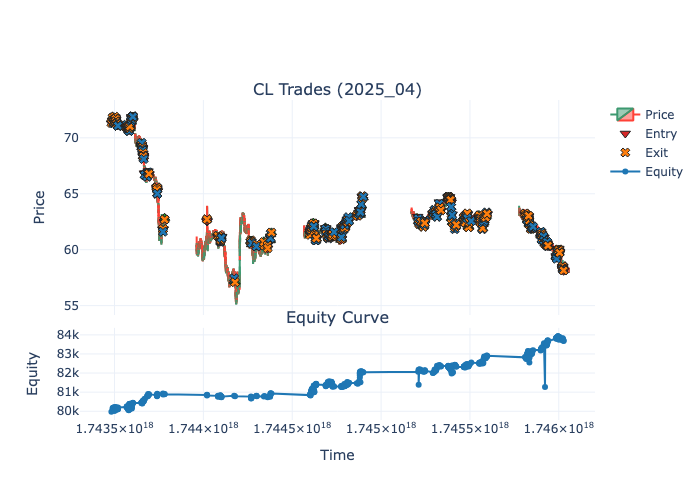 CL Trades (2025_04)
Price
Entry
Exit
Equity
70
65
60
55
Price
Equity Curve
84k
83k
82k
81k
80k
Equity
1.7435×10¹⁸
1.744×10¹⁸
1.7445×10¹⁸
1.745×10¹⁸
1.7455×10¹⁸
1.746×10¹⁸
Time